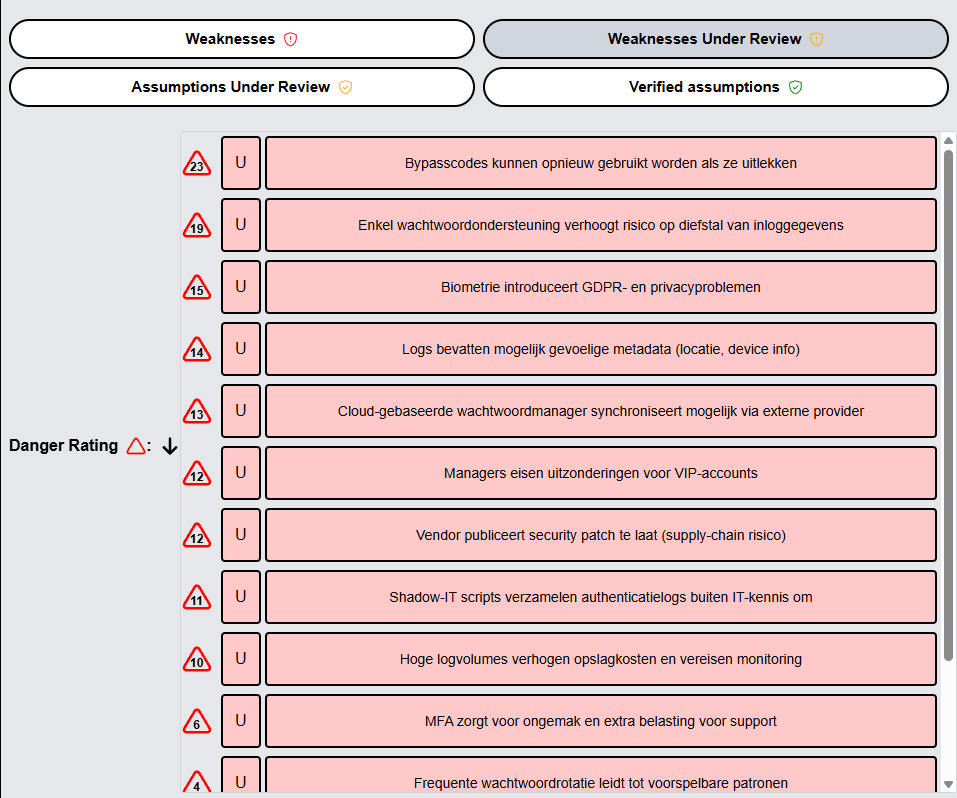 Weaknesses
Weaknesses Under Review
Assumptions Under Review
Verified assumptions
Danger Rating :
23 U Bypasscodes kunnen opnieuw gebruikt worden als ze uitlekken
19 U Enkel wachtwoordondersteuning verhoogt risico op diefstal van inloggegevens
15 U Biometrie introduceert GDPR- en privacyproblemen
14 U Logs bevatten mogelijk gevoelige metadata (locatie, device info)
13 U Cloud-gebaseerde wachtwoordmanager synchroniseert mogelijk via externe provider
12 U Managers eisen uitzonderingen voor VIP-accounts
12 U Vendor publiceert security patch te laat (supply-chain risico)
11 U Shadow-IT scripts verzamelen authenticatielogs buiten IT-kennis om
10 U Hoge logvolumes verhogen opslagkosten en vereisen monitoring
6 U MFA zorgt voor ongemak en extra belasting voor support
4 U Frequente wachtwoordrotatie leidt tot voorspelbare patronen